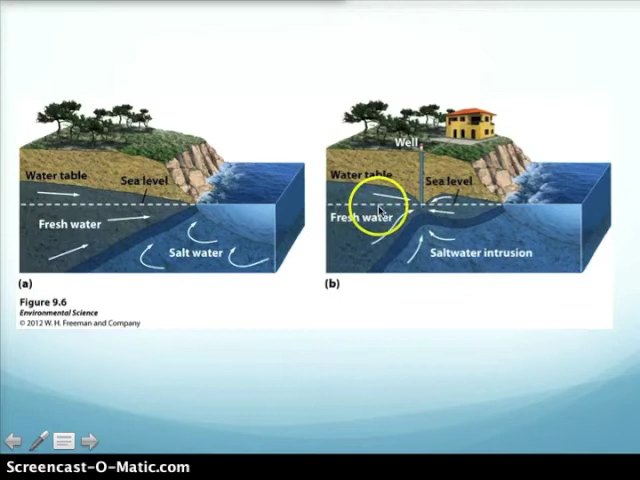 Water table
Sea level
Fresh water
Salt water
(a)
Well
Water table
Sea level
Fresh water
Saltwater intrusion
(b)
Figure 9.6
Environmental Science
© 2012 W. H. Freeman and Company
Screencast-O-Matic.com